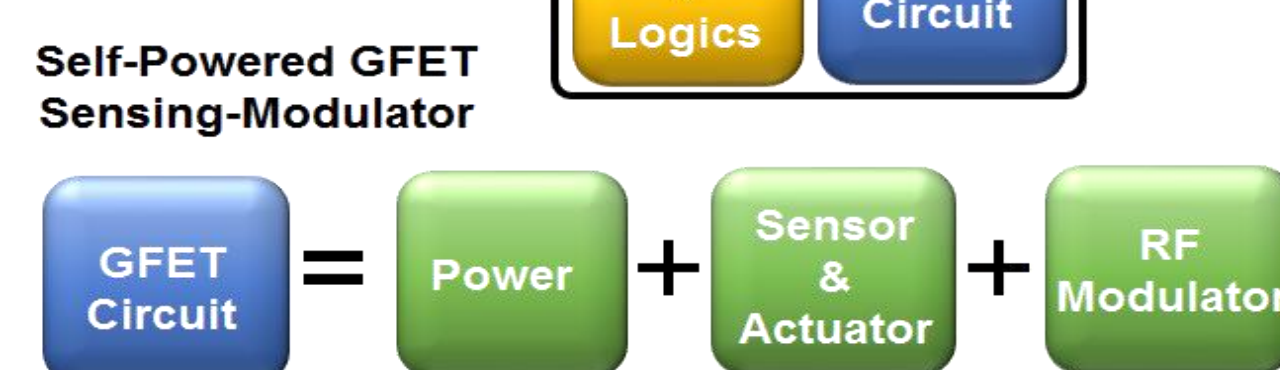 Logics
Circuit
Self-Powered GFET
Sensing-Modulator
GFET
Circuit
=
Power
+
Sensor
&
Actuator
+
RF
Modulator